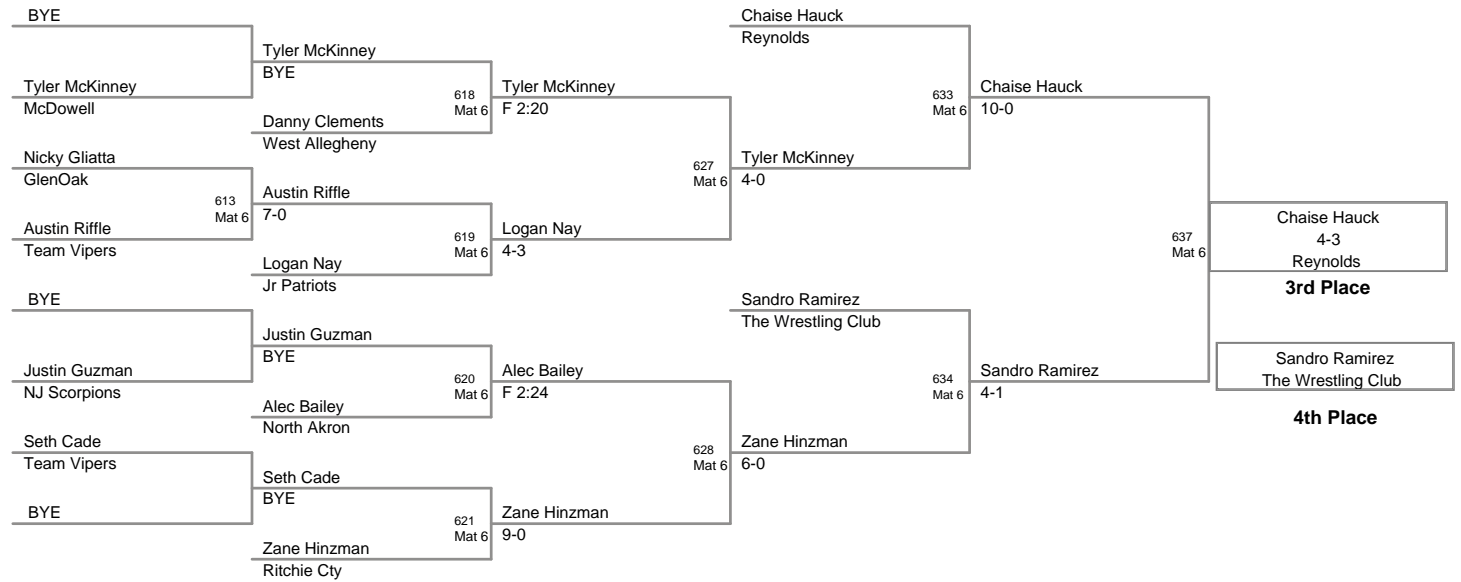 BYE
Tyler McKinney
McDowell
Nicky Gliatta
GlenOak
613
Mat 6
Austin Riffle
Team Vipers
BYE
Justin Guzman
NJ Scorpions
Seth Cade
Team Vipers
BYE
Tyler McKinney
BYE
618
Mat 6
Danny Clements
West Allegheny
Austin Riffle
7-0
619
Mat 6
Logan Nay
Jr Patriots
Justin Guzman
BYE
620
Mat 6
Alec Bailey
North Akron
Seth Cade
BYE
621
Mat 6
Zane Hinzman
Ritchie Cty
Tyler McKinney
F 2:20
627
Mat 6
Logan Nay
4-3
Alec Bailey
F 2:24
628
Mat 6
Zane Hinzman
9-0
Chaise Hauck
Reynolds
633
Mat 6
Tyler McKinney
4-0
Sandro Ramirez
The Wrestling Club
634
Mat 6
Zane Hinzman
6-0
Chaise Hauck
10-0
637
Mat 6
Sandro Ramirez
4-1
Chaise Hauck
4-3
Reynolds
3rd Place
Sandro Ramirez
The Wrestling Club
4th Place